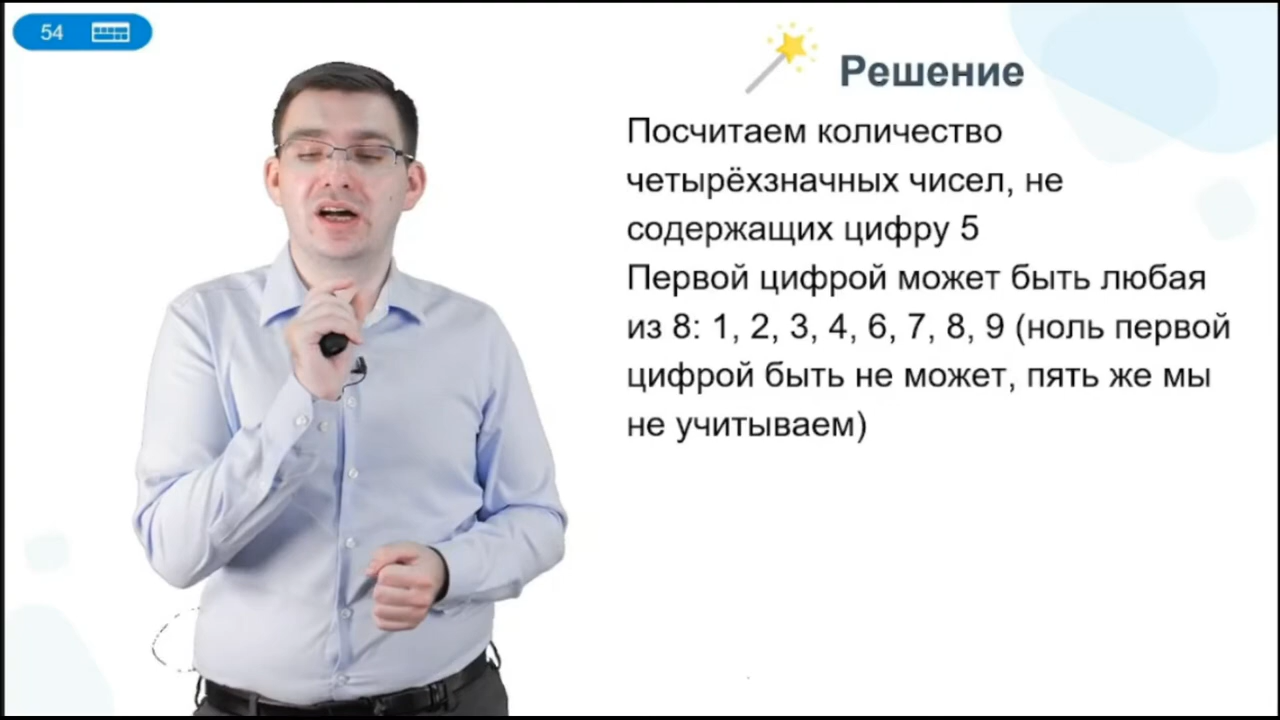 54
Решение
Посчитаем количество
четырёхзначных чисел, не
содержащих цифру 5
Первой цифрой может быть любая
из 8: 1, 2, 3, 4, 6, 7, 8, 9 (ноль первой
цифрой быть не может, пять же мы
не учитываем)